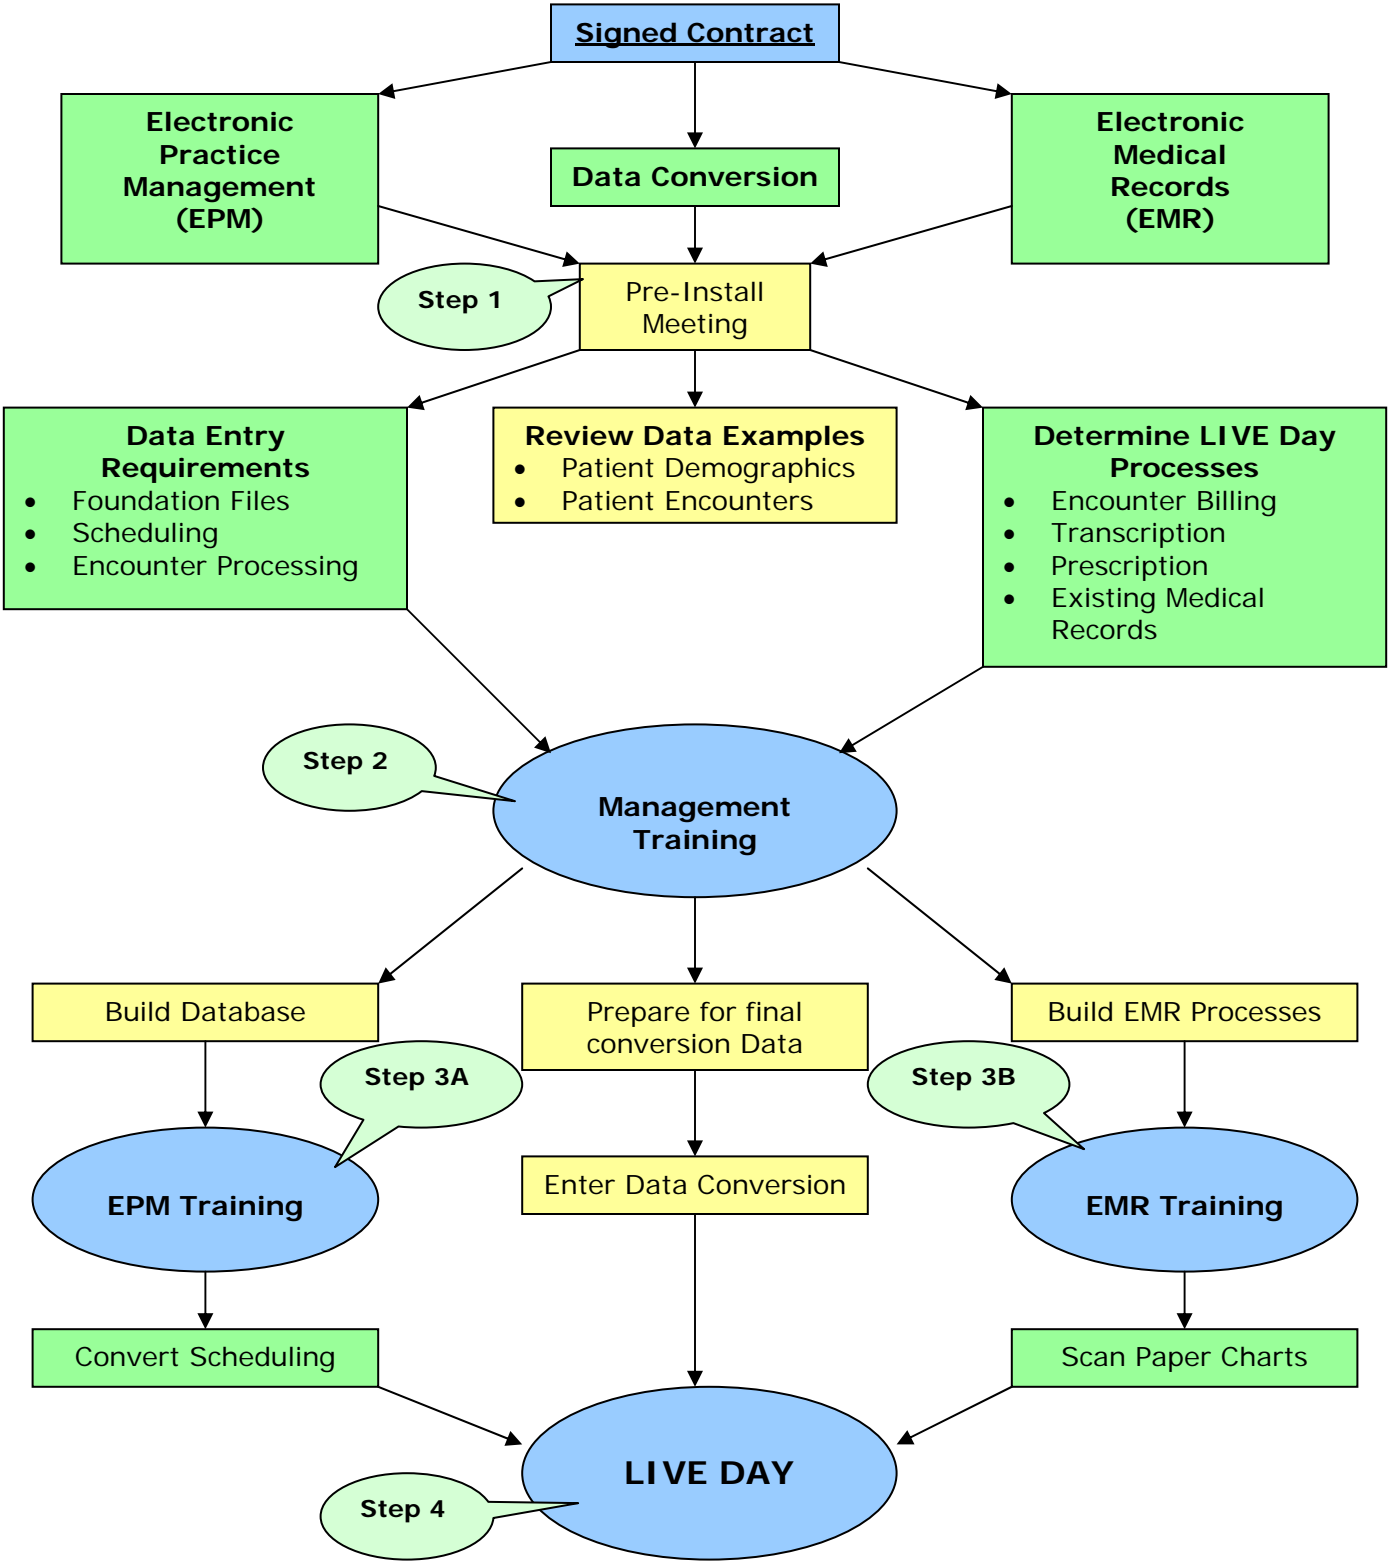 Signed Contract
Electronic
Practice
Management
(EPM)
Data Conversion
Electronic
Medical
Records
(EMR)
Step 1
Pre-Install
Meeting
Data Entry
Requirements
• Foundation Files
• Scheduling
• Encounter Processing
Review Data Examples
• Patient Demographics
• Patient Encounters
Determine LIVE Day
Processes
• Encounter Billing
• Transcription
• Prescription
• Existing Medical
Records
Step 2
Management
Training
Build Database
Prepare for final
conversion Data
Build EMR Processes
Step 3A
Step 3B
EPM Training
Enter Data Conversion
EMR Training
Convert Scheduling
Scan Paper Charts
LIVE DAY
Step 4